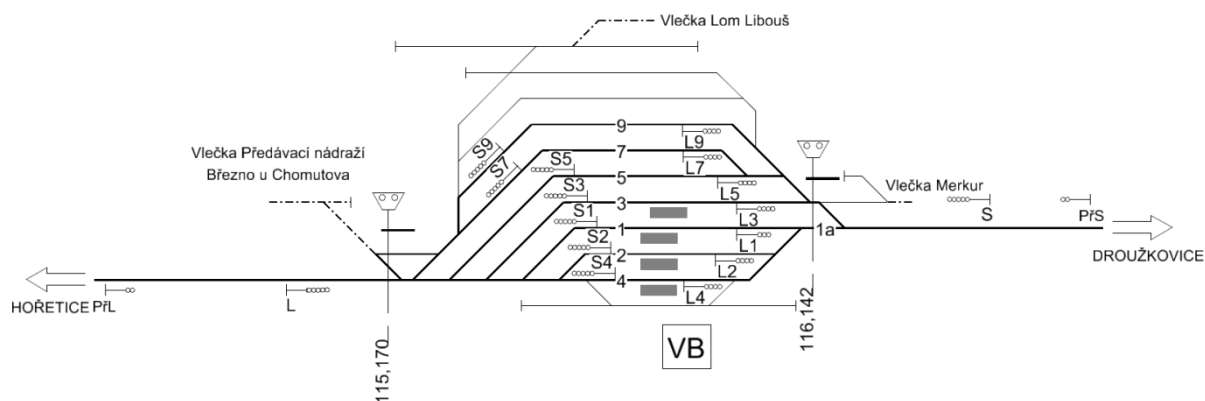 Vlečka Lom Libouš
Vlečka Předávací nádraží
Březno u Chomutova
Vlečka Merkur
S9
S7
S5
S3
S1
S2
S4
9
7
5
3
1
2
4
1a
L9
L7
L5
L3
L1
L2
L4
S
PřS
DROUŽKOVICE
HOŘETICE
PřL
L
VB
115,170
116,142